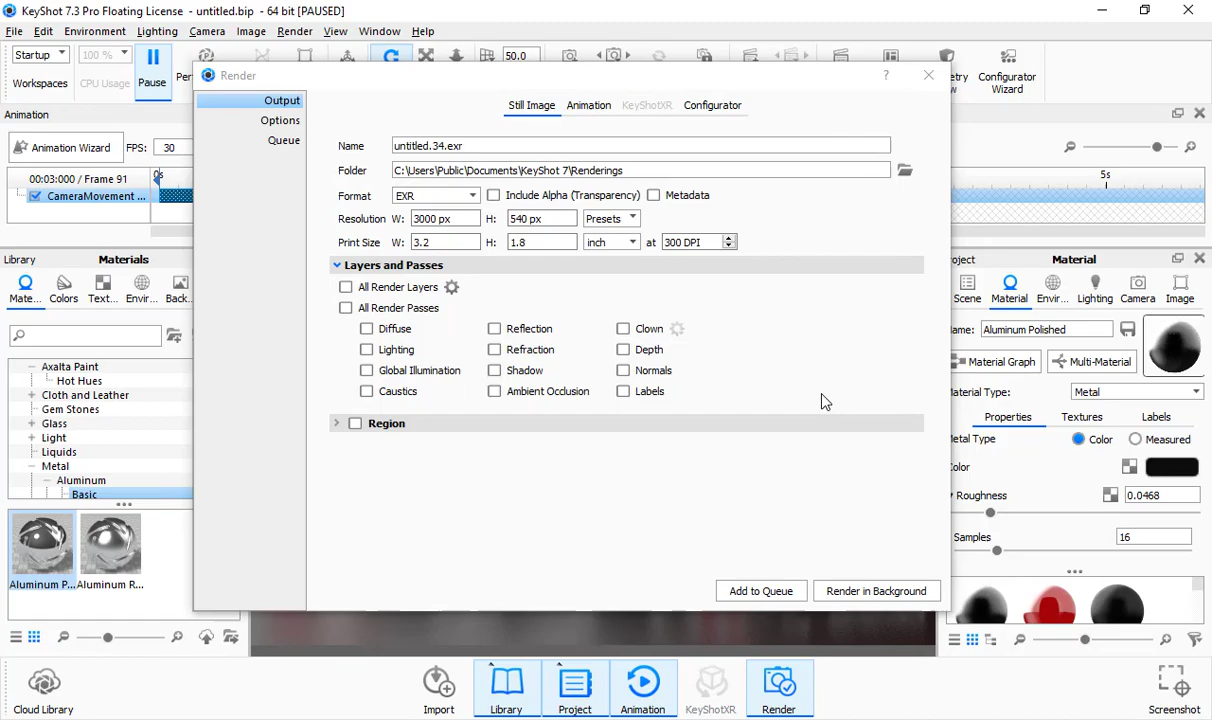 KeyShot 7.3 Pro Floating License - untitled.bip - 64 bit [PAUSED]
File Edit Environment Lighting Camera Image Render View Window Help
Startup 100 % 50.0
Workspaces CPU Usage Pause Configurator Wizard
Render
Output
Options
Queue
Still Image Animation KeyShotXR Configurator
Name untitled.34.exr
Folder C:\Users\Public\Documents\KeyShot 7\Renderings
Format EXR Include Alpha (Transparency) Metadata
Resolution W: 3000 px H: 540 px Presets
Print Size W: 3.2 H: 1.8 inch at 300 DPI
Layers and Passes
All Render Layers
All Render Passes
Diffuse Reflection Clown
Lighting Refraction Depth
Global Illumination Shadow Normals
Caustics Ambient Occlusion Labels
Region
Add to Queue Render in Background
Animation
Animation Wizard FPS: 30
00:03:000 / Frame 91 0s 5s
CameraMovement ...
Library Materials
Mate... Colors Text... Envir... Back...
Axalta Paint
Hot Hues
Cloth and Leather
Gem Stones
Glass
Light
Liquids
Metal
Aluminum
Basic
Aluminum P... Aluminum R...
Material
Scene Material Envir... Lighting Camera Image
Aluminum Polished
Material Graph Multi-Material
Metal
Properties Textures Labels
Color Measured
Roughness 0.0468
Samples 16
Cloud Library Import Library Project Animation KeyShotXR Render Screenshot